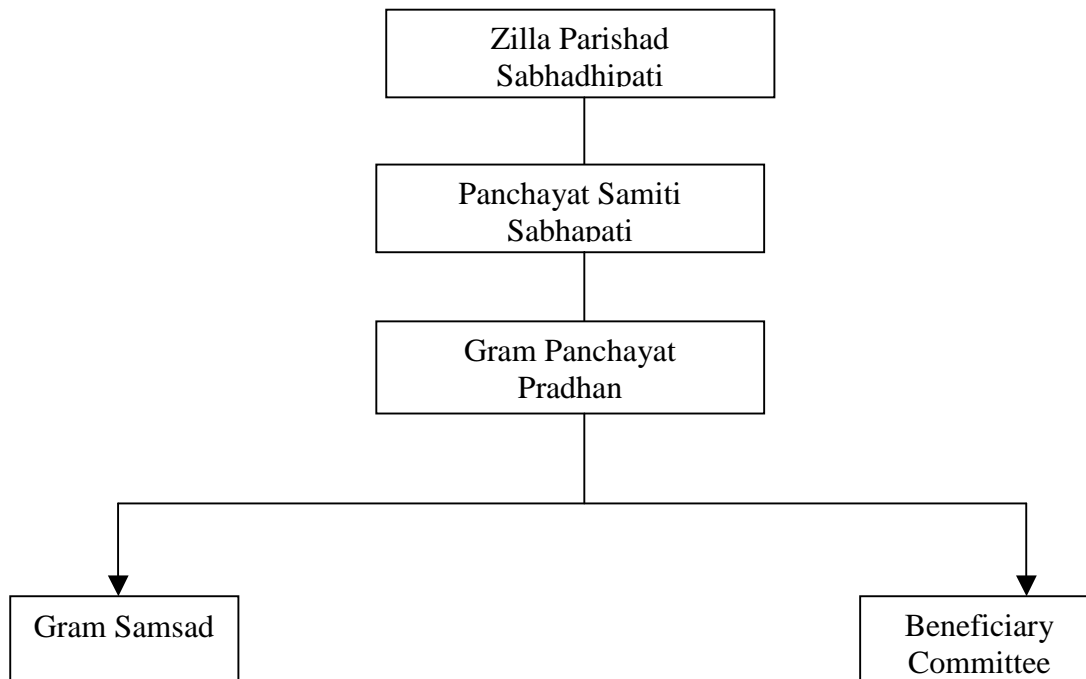 Zilla Parishad
Sabhadhipati
Panchayat Samiti
Sabhapati
Gram Panchayat
Pradhan
Gram Samsad
Beneficiary
Committee